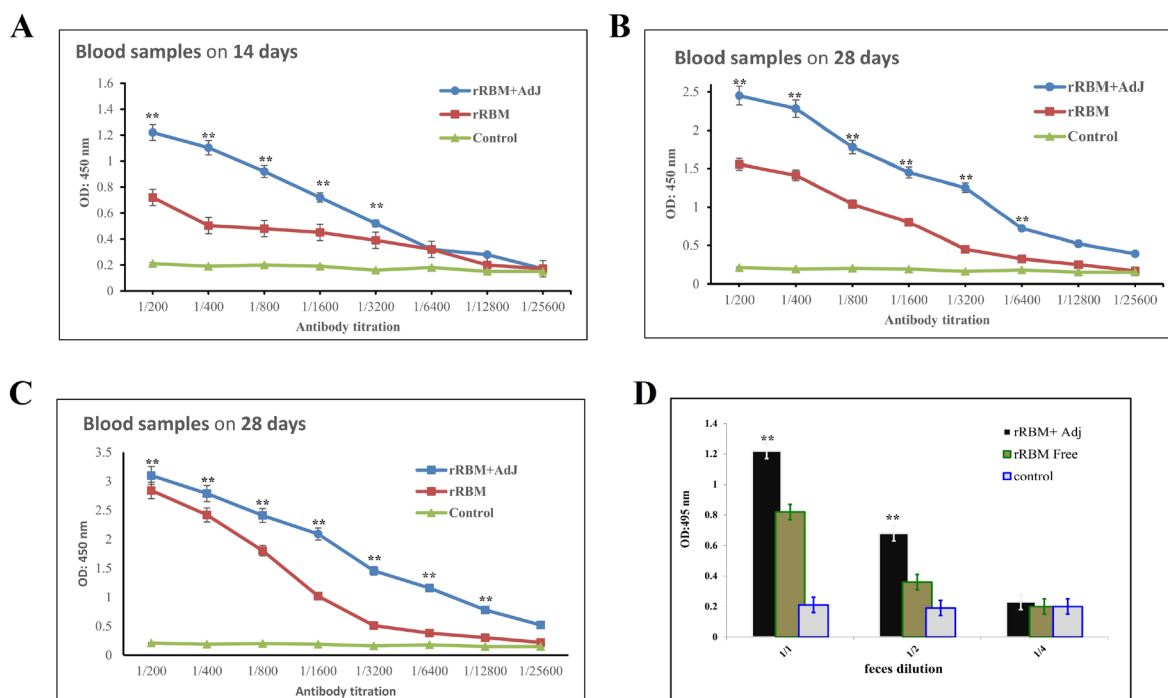 A
Blood samples on 14 days
1.6
1.4
1.2
1
0.8
0.6
0.4
0.2
0
OD: 450 nm
**
**
**
**
**
rRBM+AdJ
rRBM
Control
1/200 1/400 1/800 1/1600 1/3200 1/6400 1/12800 1/25600
Antibody titration
B
Blood samples on 28 days
2.5
2
1.5
1
0.5
0
OD: 450 nm
**
**
**
**
**
**
rRBM+AdJ
rRBM
Control
1/200 1/400 1/800 1/1600 1/3200 1/6400 1/12800 1/25600
Antibody titration
C
Blood samples on 28 days
3.5
3
2.5
2
1.5
1
0.5
0
OD: 450 nm
**
**
**
**
**
**
**
rRBM+AdJ
rRBM
Control
1/200 1/400 1/800 1/1600 1/3200 1/6400 1/12800 1/25600
Antibody titration
D
1.4
1.2
1
0.8
0.6
0.4
0.2
0
OD:495 nm
**
**
rRBM+ Adj
rRBM Free
control
1/1 1/2 1/4
feces dilution